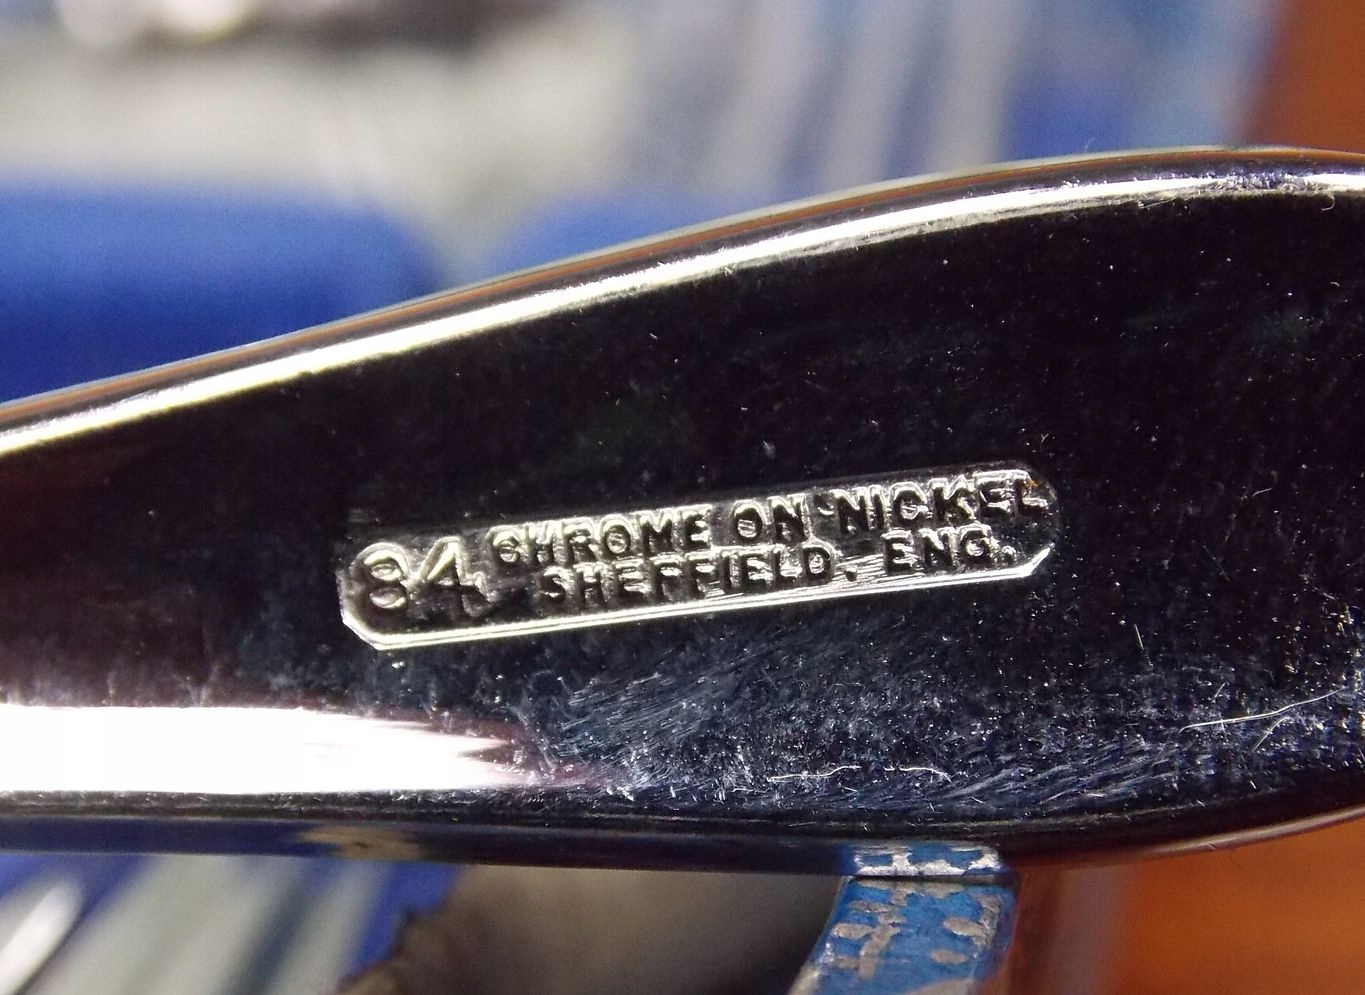 84 CHROME ON NICKEL
SHEFFIELD. ENG.